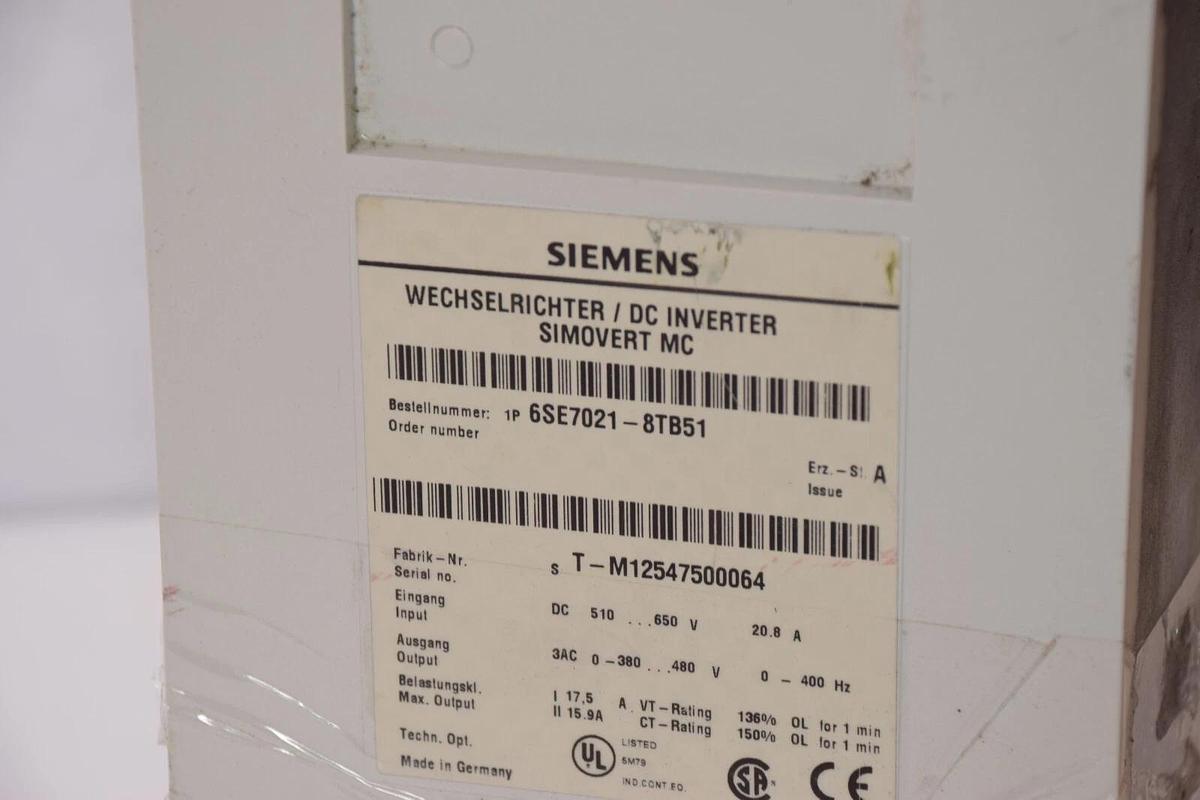 SIEMENS
WECHSELRICHTER / DC INVERTER
SIMOVERT MC
Bestellnummer: 1P 6SE7021-8TB51
Order number
Erz.-St. A
Issue
Fabrik-Nr.
Serial no. S T-M12547500064
Eingang
Input DC 510 ...650 V 20.8 A
Ausgang
Output 3AC 0-380...480 V 0 - 400 Hz
Belastungskl. I 17,5 A VT-Rating 136% OL for 1 min
Max. Output II 15.9A CT-Rating 150% OL for 1 min
Techn. Opt.
Made in Germany
UL LISTED
5M79
IND.CONT.EQ.
SA
CE